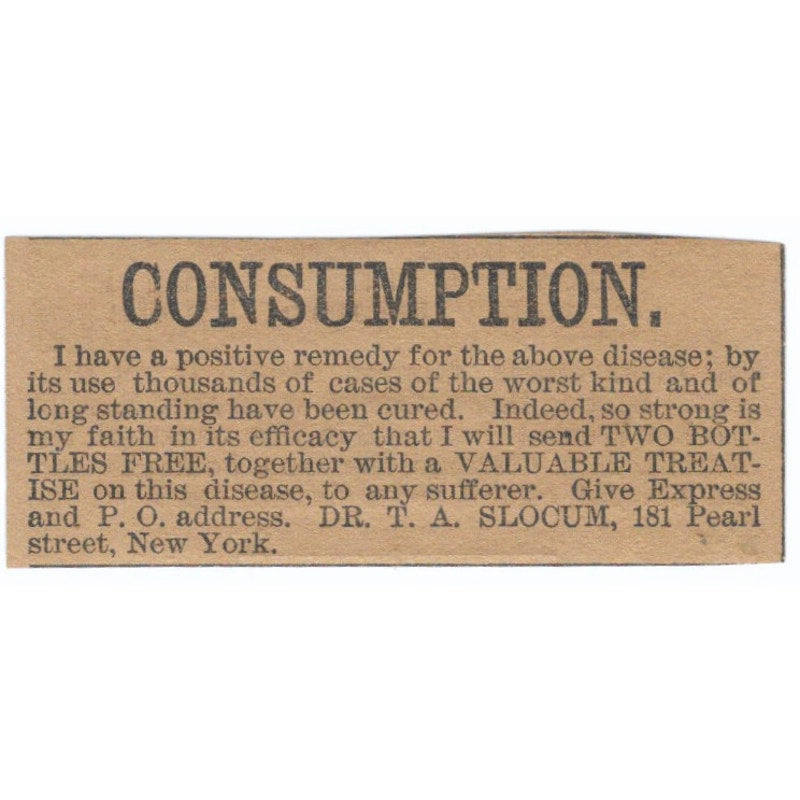 CONSUMPTION.
I have a positive remedy for the above disease; by
its use thousands of cases of the worst kind and of
long standing have been cured. Indeed, so strong is
my faith in its efficacy that I will send TWO BOT-
TLES FREE, together with a VALUABLE TREAT-
ISE on this disease, to any sufferer. Give Express
and P. O. address. DR. T. A. SLOCUM, 181 Pearl
street, New York.